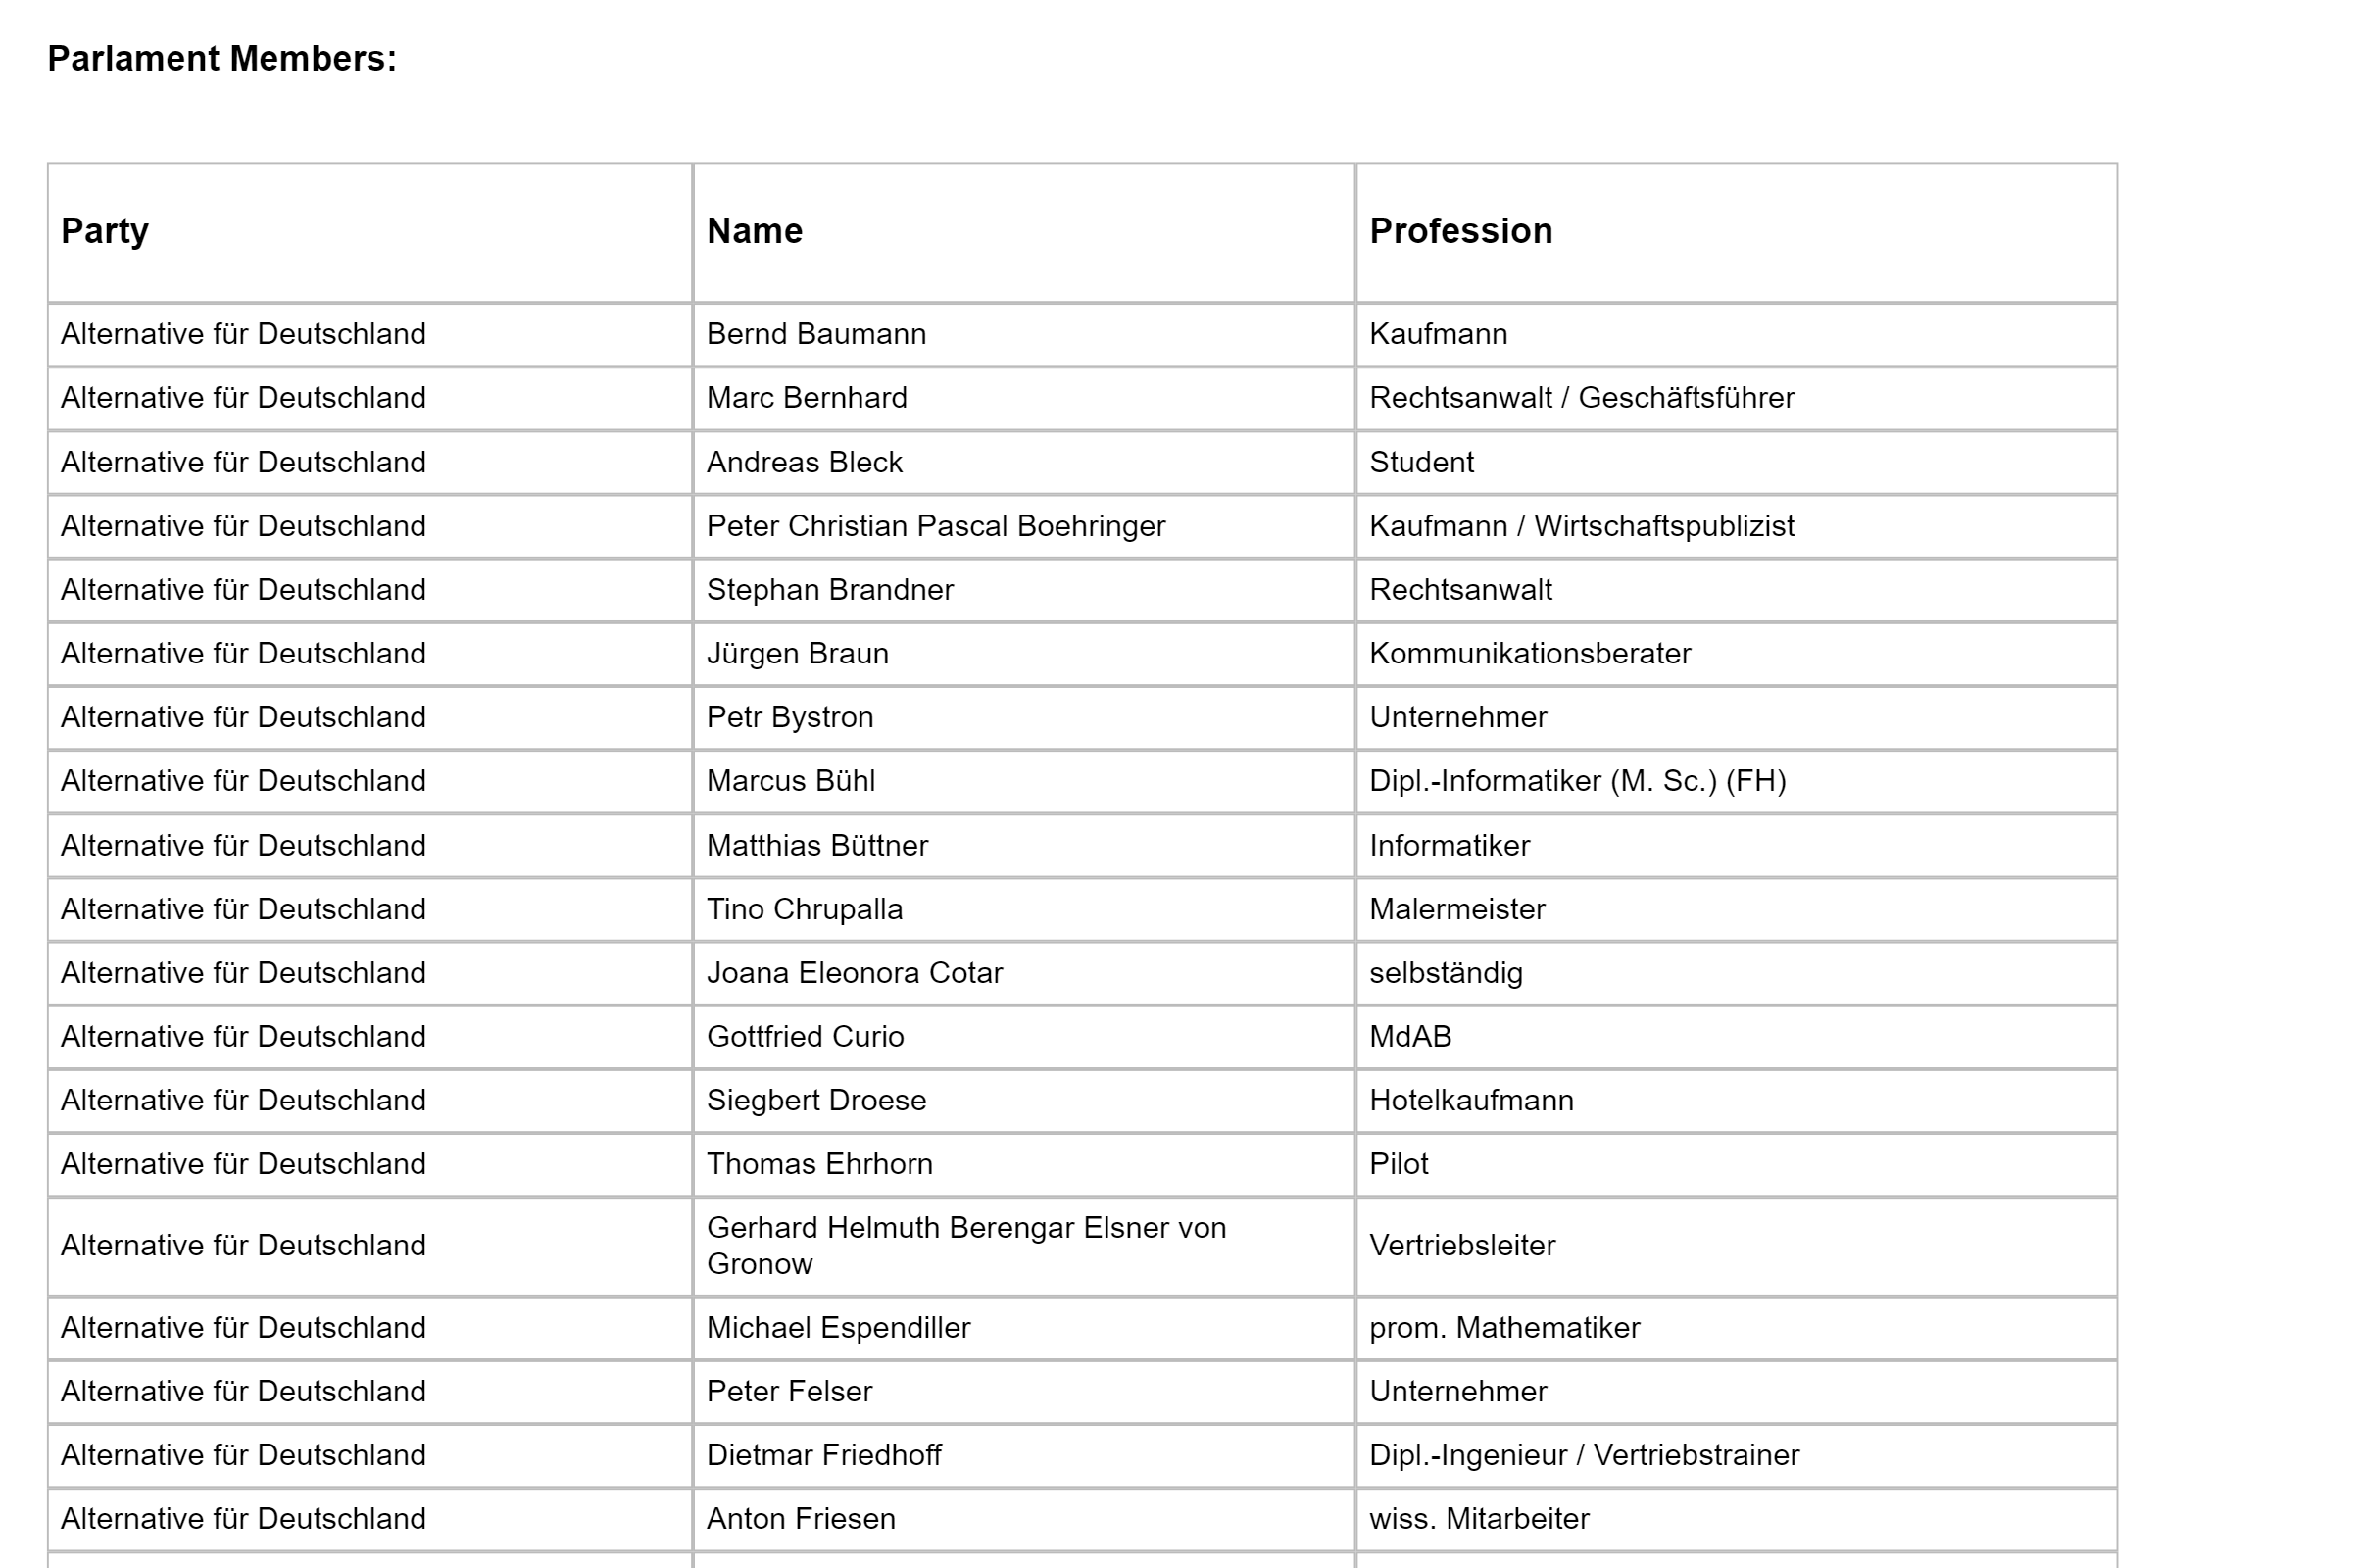 Parlament Members:
Party Name Profession
Alternative für Deutschland Bernd Baumann Kaufmann
Alternative für Deutschland Marc Bernhard Rechtsanwalt / Geschäftsführer
Alternative für Deutschland Andreas Bleck Student
Alternative für Deutschland Peter Christian Pascal Boehringer Kaufmann / Wirtschaftspublizist
Alternative für Deutschland Stephan Brandner Rechtsanwalt
Alternative für Deutschland Jürgen Braun Kommunikationsberater
Alternative für Deutschland Petr Bystron Unternehmer
Alternative für Deutschland Marcus Bühl Dipl.-Informatiker (M. Sc.) (FH)
Alternative für Deutschland Matthias Büttner Informatiker
Alternative für Deutschland Tino Chrupalla Malermeister
Alternative für Deutschland Joana Eleonora Cotar selbständig
Alternative für Deutschland Gottfried Curio MdAB
Alternative für Deutschland Siegbert Droese Hotelkaufmann
Alternative für Deutschland Thomas Ehrhorn Pilot
Alternative für Deutschland Gerhard Helmuth Berengar Elsner von
Gronow Vertriebsleiter
Alternative für Deutschland Michael Espendiller prom. Mathematiker
Alternative für Deutschland Peter Felser Unternehmer
Alternative für Deutschland Dietmar Friedhoff Dipl.-Ingenieur / Vertriebstrainer
Alternative für Deutschland Anton Friesen wiss. Mitarbeiter